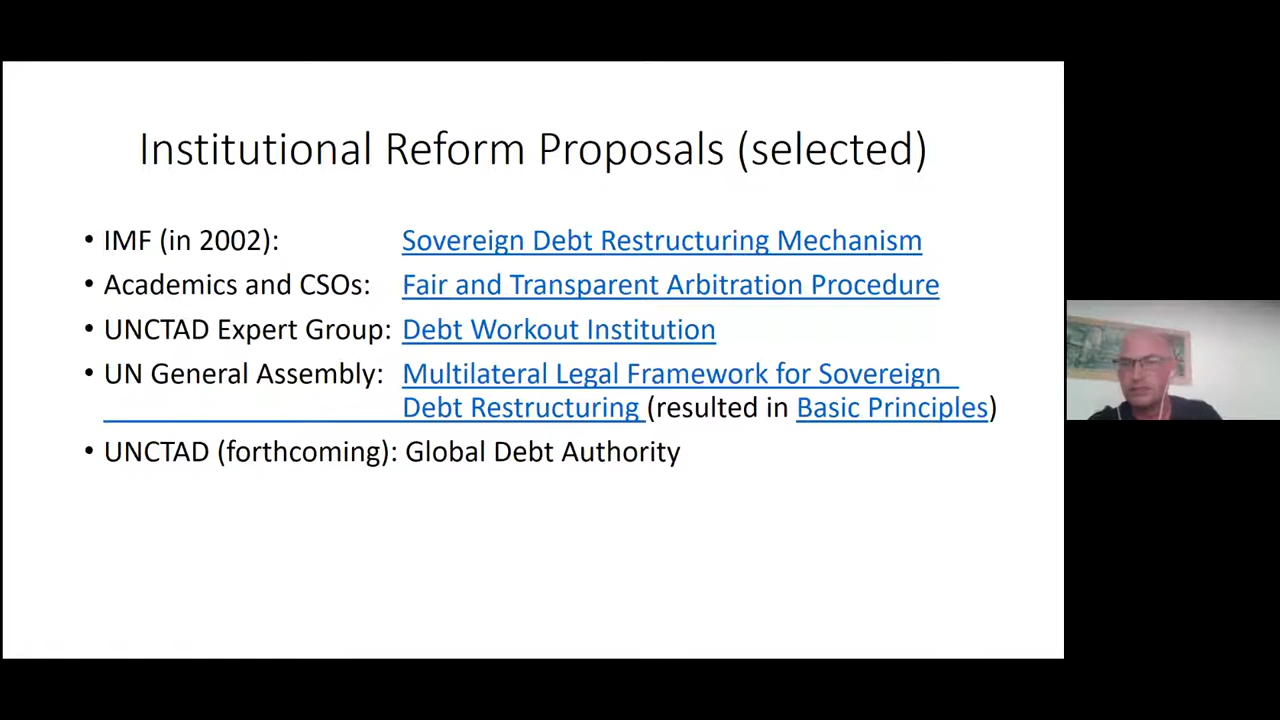 Institutional Reform Proposals (selected)
• IMF (in 2002): Sovereign Debt Restructuring Mechanism
• Academics and CSOs: Fair and Transparent Arbitration Procedure
• UNCTAD Expert Group: Debt Workout Institution
• UN General Assembly: Multilateral Legal Framework for Sovereign
Debt Restructuring (resulted in Basic Principles)
• UNCTAD (forthcoming): Global Debt Authority